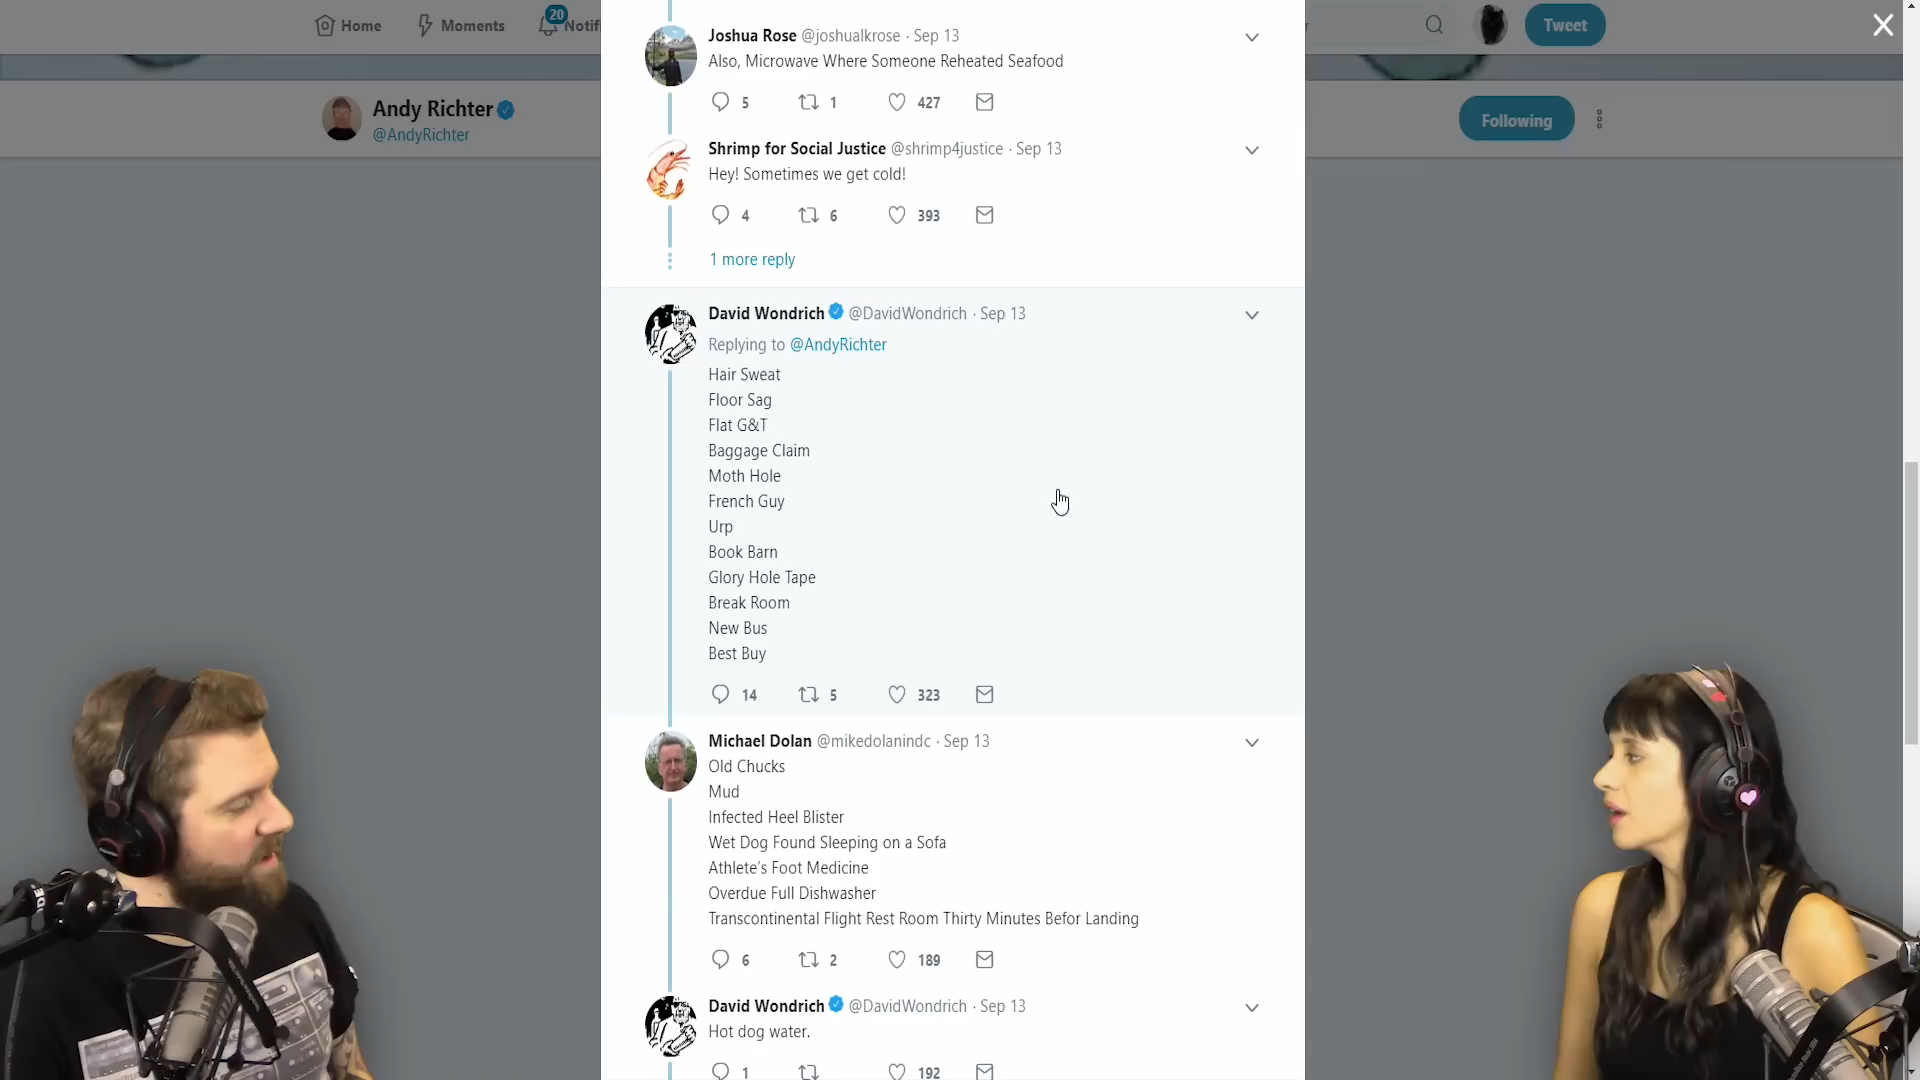 Home
Moments
20
Notif
Tweet
Andy Richter
@AndyRichter
Following
Joshua Rose @joshualkrose · Sep 13
Also, Microwave Where Someone Reheated Seafood
5 1 427
Shrimp for Social Justice @shrimp4justice · Sep 13
Hey! Sometimes we get cold!
4 6 393
1 more reply
David Wondrich @DavidWondrich · Sep 13
Replying to @AndyRichter
Hair Sweat
Floor Sag
Flat G&T
Baggage Claim
Moth Hole
French Guy
Urp
Book Barn
Glory Hole Tape
Break Room
New Bus
Best Buy
14 5 323
Michael Dolan @mikedolanindc · Sep 13
Old Chucks
Mud
Infected Heel Blister
Wet Dog Found Sleeping on a Sofa
Athlete's Foot Medicine
Overdue Full Dishwasher
Transcontinental Flight Rest Room Thirty Minutes Befor Landing
6 2 189
David Wondrich @DavidWondrich · Sep 13
Hot dog water.
1 192